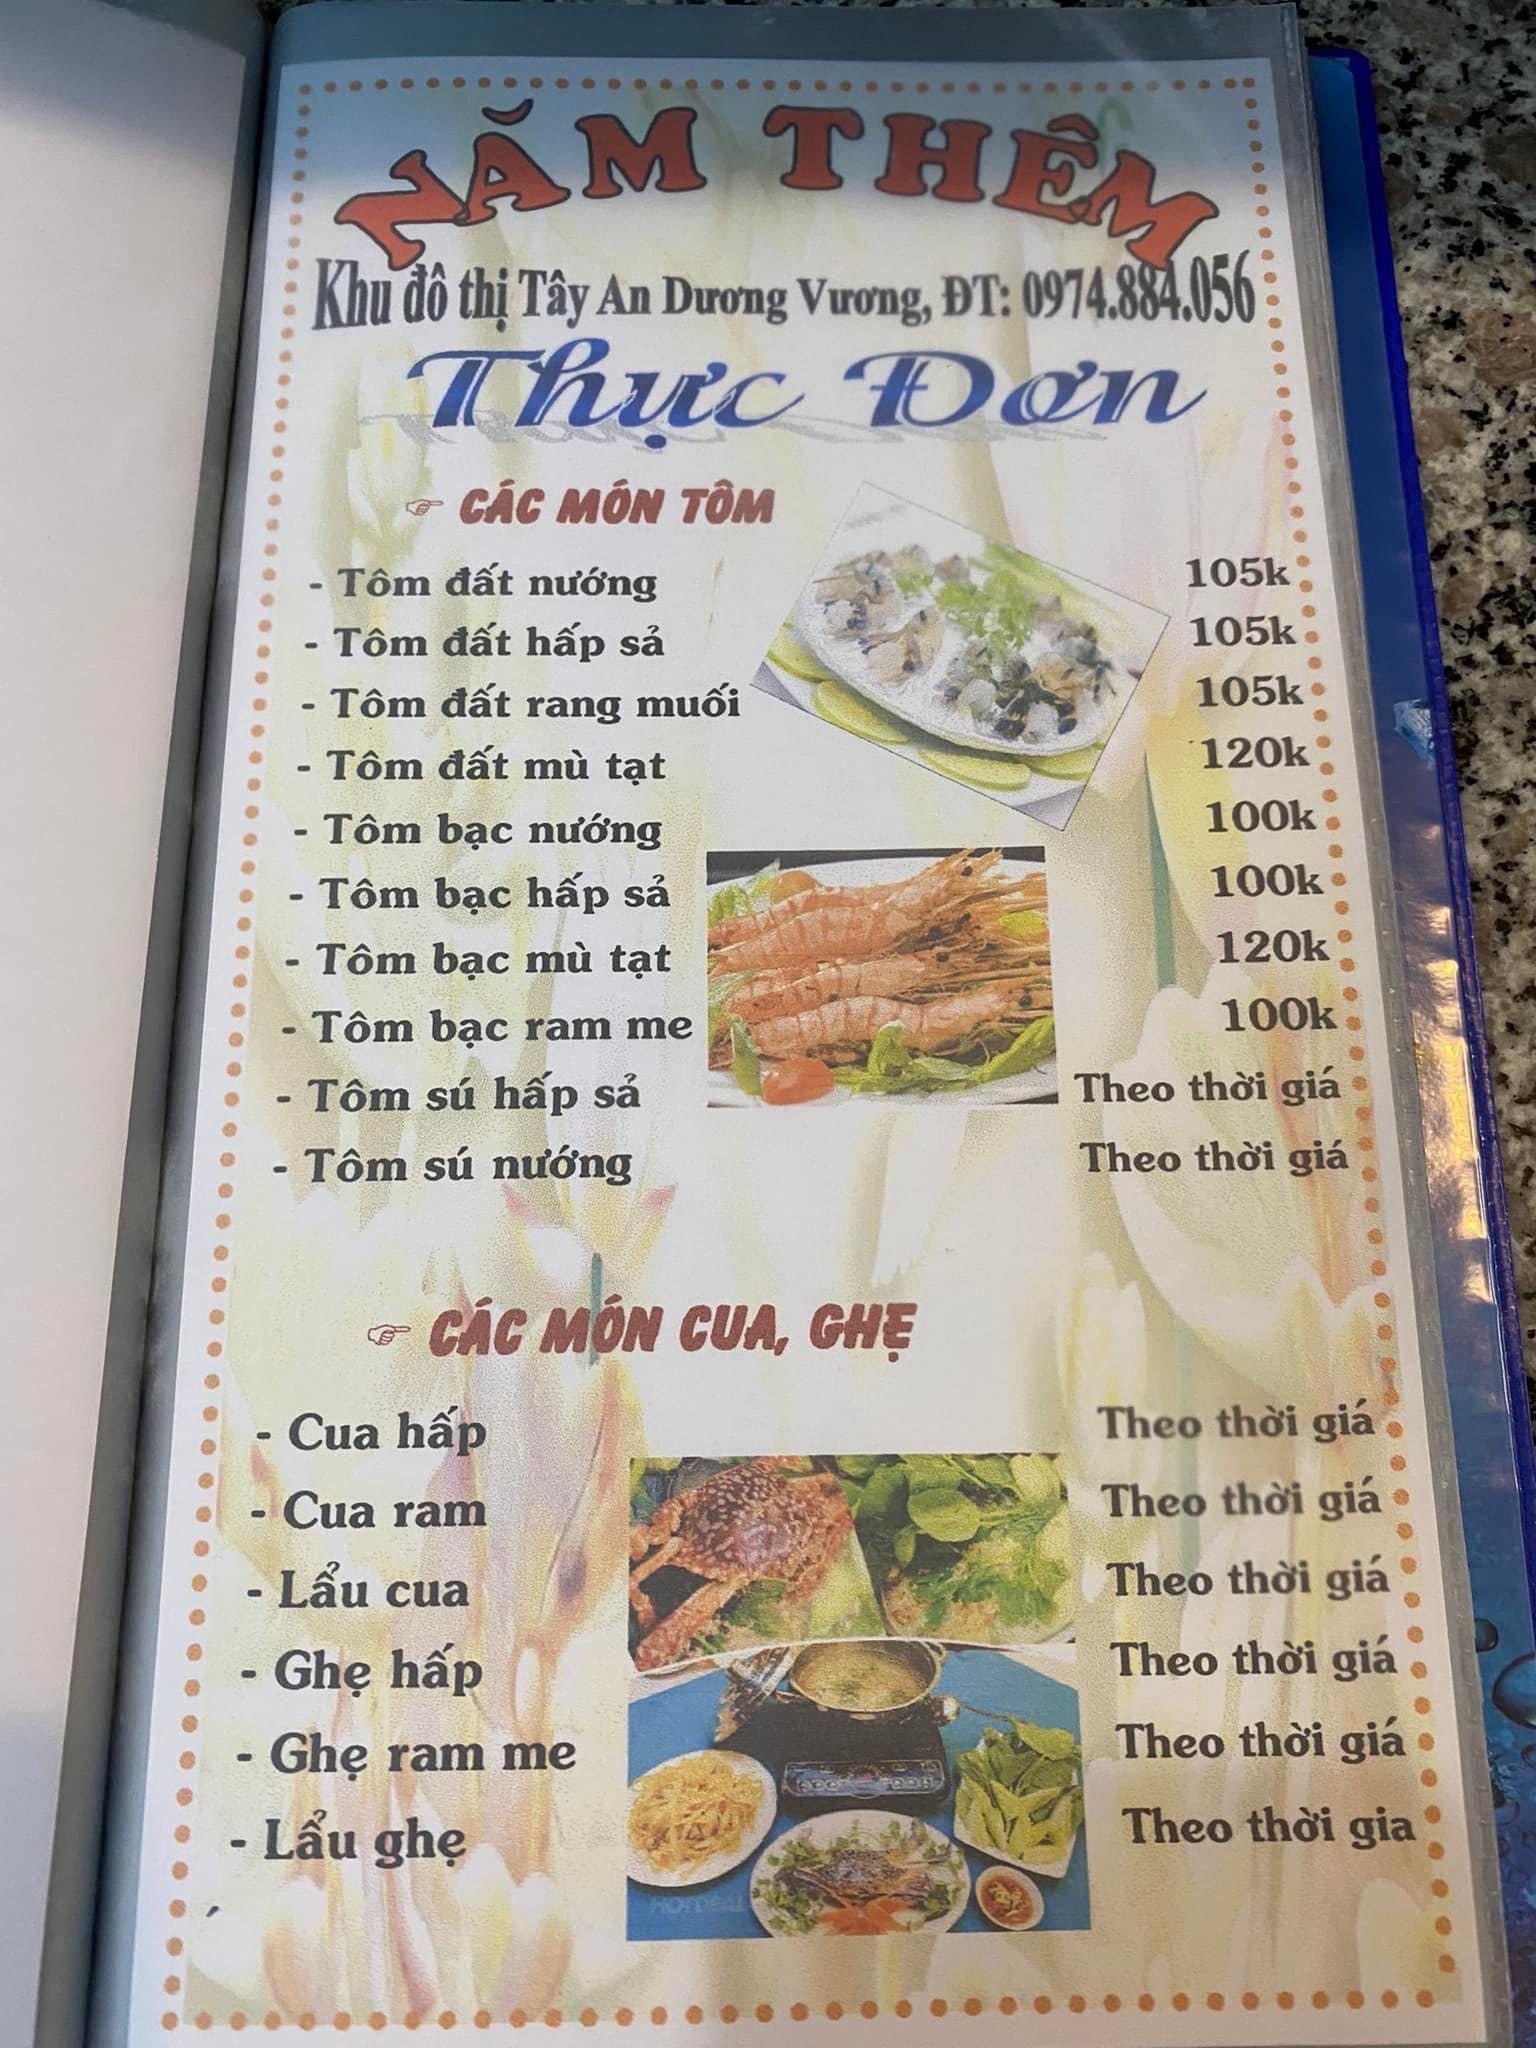 NĂM THÊM
Khu đô thị Tây An Dương Vương, ĐT: 0974.884.056
Thực Đơn
☞ CÁC MÓN TÔM
- Tôm đất nướng 105k
- Tôm đất hấp sả 105k
- Tôm đất rang muối 105k
- Tôm đất mù tạt 120k
- Tôm bạc nướng 100k
- Tôm bạc hấp sả 100k
- Tôm bạc mù tạt 120k
- Tôm bạc ram me 100k
- Tôm sú hấp sả Theo thời giá
- Tôm sú nướng Theo thời giá
☞ CÁC MÓN CUA, GHẸ
- Cua hấp Theo thời giá
- Cua ram Theo thời giá
- Lẩu cua Theo thời giá
- Ghẹ hấp Theo thời giá
- Ghẹ ram me Theo thời giá
- Lẩu ghẹ Theo thời gia
HOTDEAL